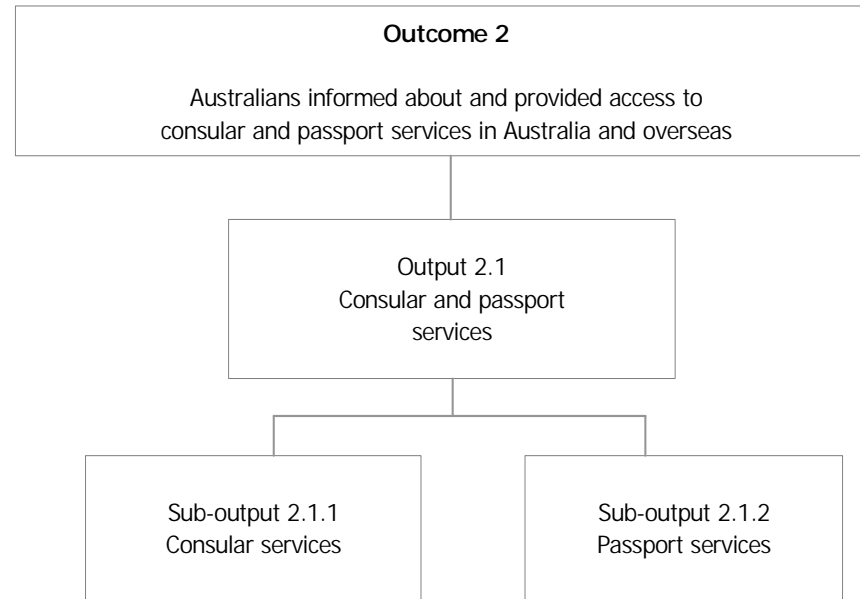 Outcome 2
Australians informed about and provided access to
consular and passport services in Australia and overseas
Output 2.1
Consular and passport
services
Sub-output 2.1.1
Consular services
Sub-output 2.1.2
Passport services